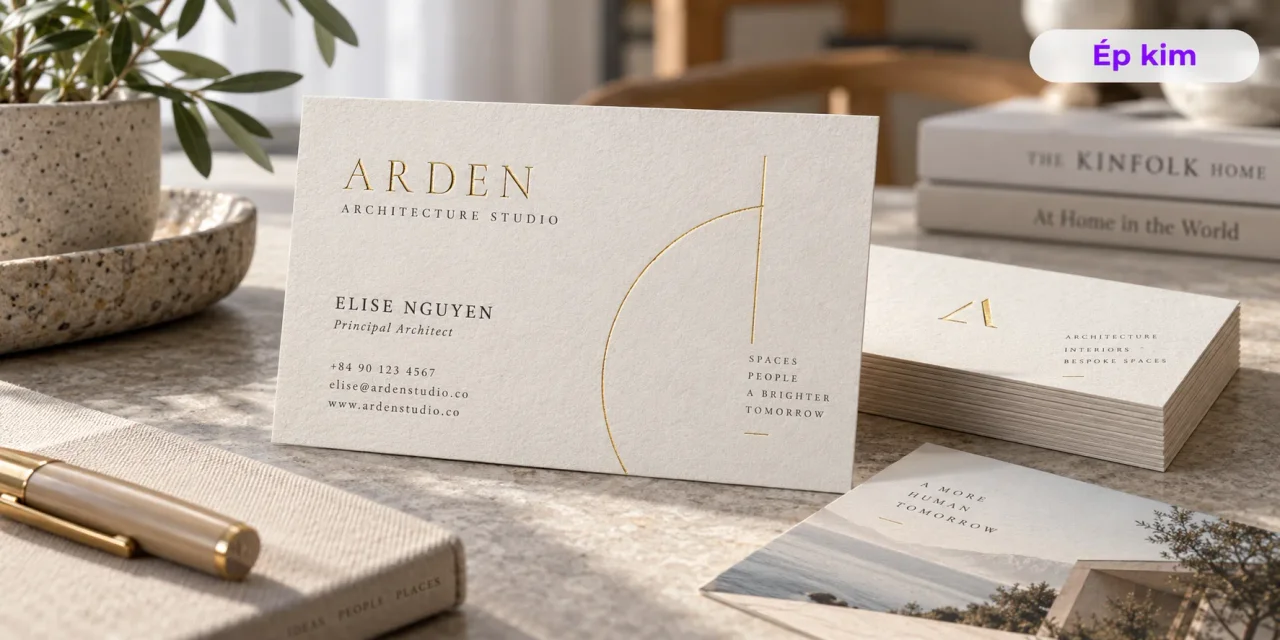 Ép kim
ARDEN
ARCHITECTURE STUDIO
ELISE NGUYEN
Principal Architect
+84 90 123 4567
elise@ardenstudio.co
www.ardenstudio.co
SPACES
PEOPLE
A BRIGHTER
TOMORROW
THE KINFOLK HOME
At Home in the World
A
ARCHITECTURE
INTERIORS
BESPOKE SPACES
A MORE
HUMAN
TOMORROW
IDEAS PEOPLE PLACES